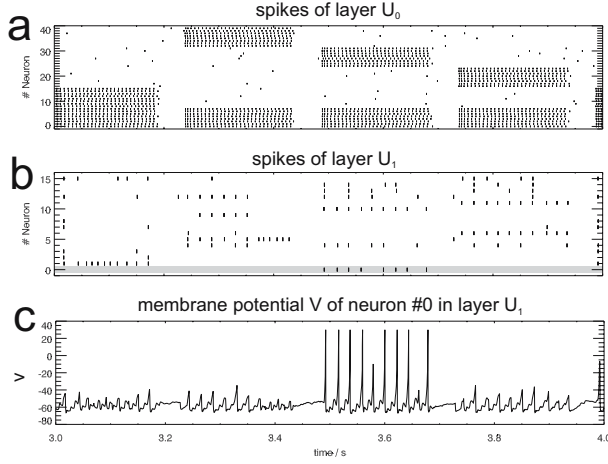 a
spikes of layer U0
40
30
20
10
0
# Neuron
b
spikes of layer U1
15
10
5
0
# Neuron
c
membrane potential V of neuron #0 in layer U1
40
20
0
-20
-40
-60
-80
V
3.0 3.2 3.4 3.6 3.8 4.0
time / s